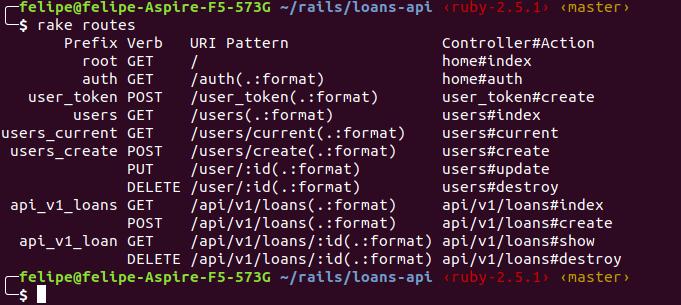 felipe@felipe-Aspire-F5-573G ~/rails/loans-api ‹ruby-2.5.1› ‹master›
$ rake routes
Prefix Verb URI Pattern Controller#Action
root GET / home#index
auth GET /auth(.:format) home#auth
user_token POST /user_token(.:format) user_token#create
users GET /users(.:format) users#index
users_current GET /users/current(.:format) users#current
users_create POST /users/create(.:format) users#create
PUT /user/:id(.:format) users#update
DELETE /user/:id(.:format) users#destroy
api_v1_loans GET /api/v1/loans(.:format) api/v1/loans#index
POST /api/v1/loans(.:format) api/v1/loans#create
api_v1_loan GET /api/v1/loans/:id(.:format) api/v1/loans#show
DELETE /api/v1/loans/:id(.:format) api/v1/loans#destroy
felipe@felipe-Aspire-F5-573G ~/rails/loans-api ‹ruby-2.5.1› ‹master›
$